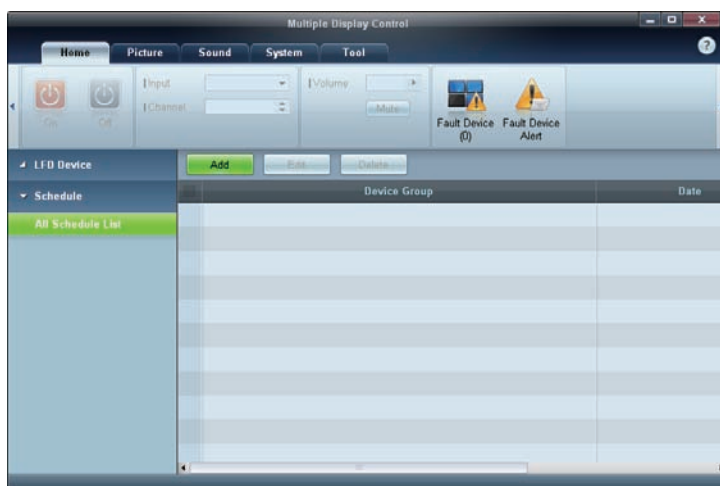 Multiple Display Control
Home Picture Sound System Tool
?
On Off
Input
Channel
Volume
Mute
Fault Device
(0)
Fault Device
Alert
LFD Device
Add Edit Delete
Schedule
Device Group Date
All Schedule List